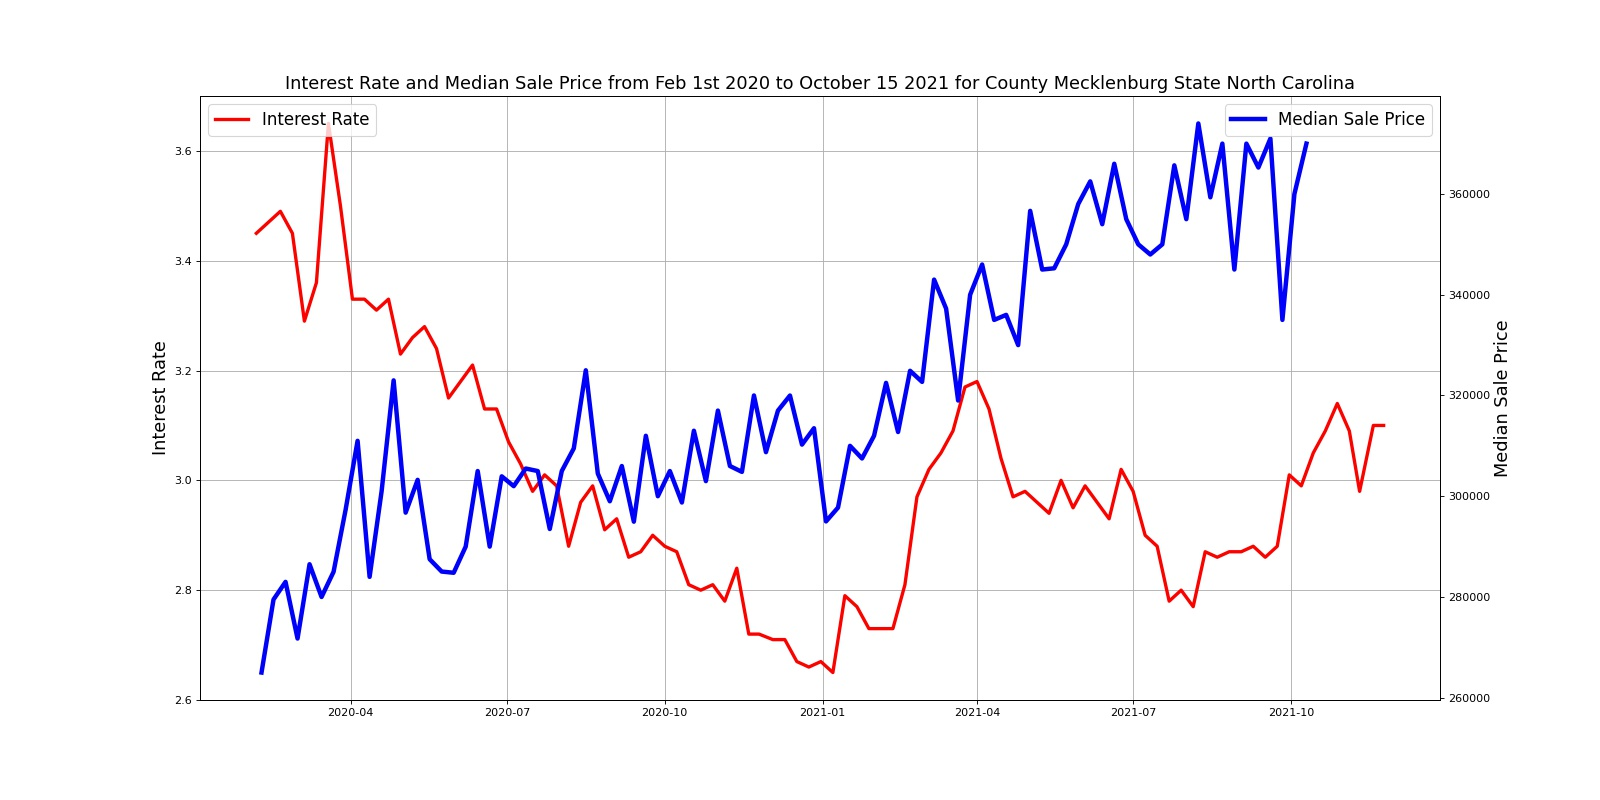 Interest Rate and Median Sale Price from Feb 1st 2020 to October 15 2021 for County Mecklenburg State North Carolina
Interest Rate
Median Sale Price
3.6
3.4
3.2
3.0
2.8
2.6
Interest Rate
360000
340000
320000
300000
280000
260000
Median Sale Price
2020-04 2020-07 2020-10 2021-01 2021-04 2021-07 2021-10